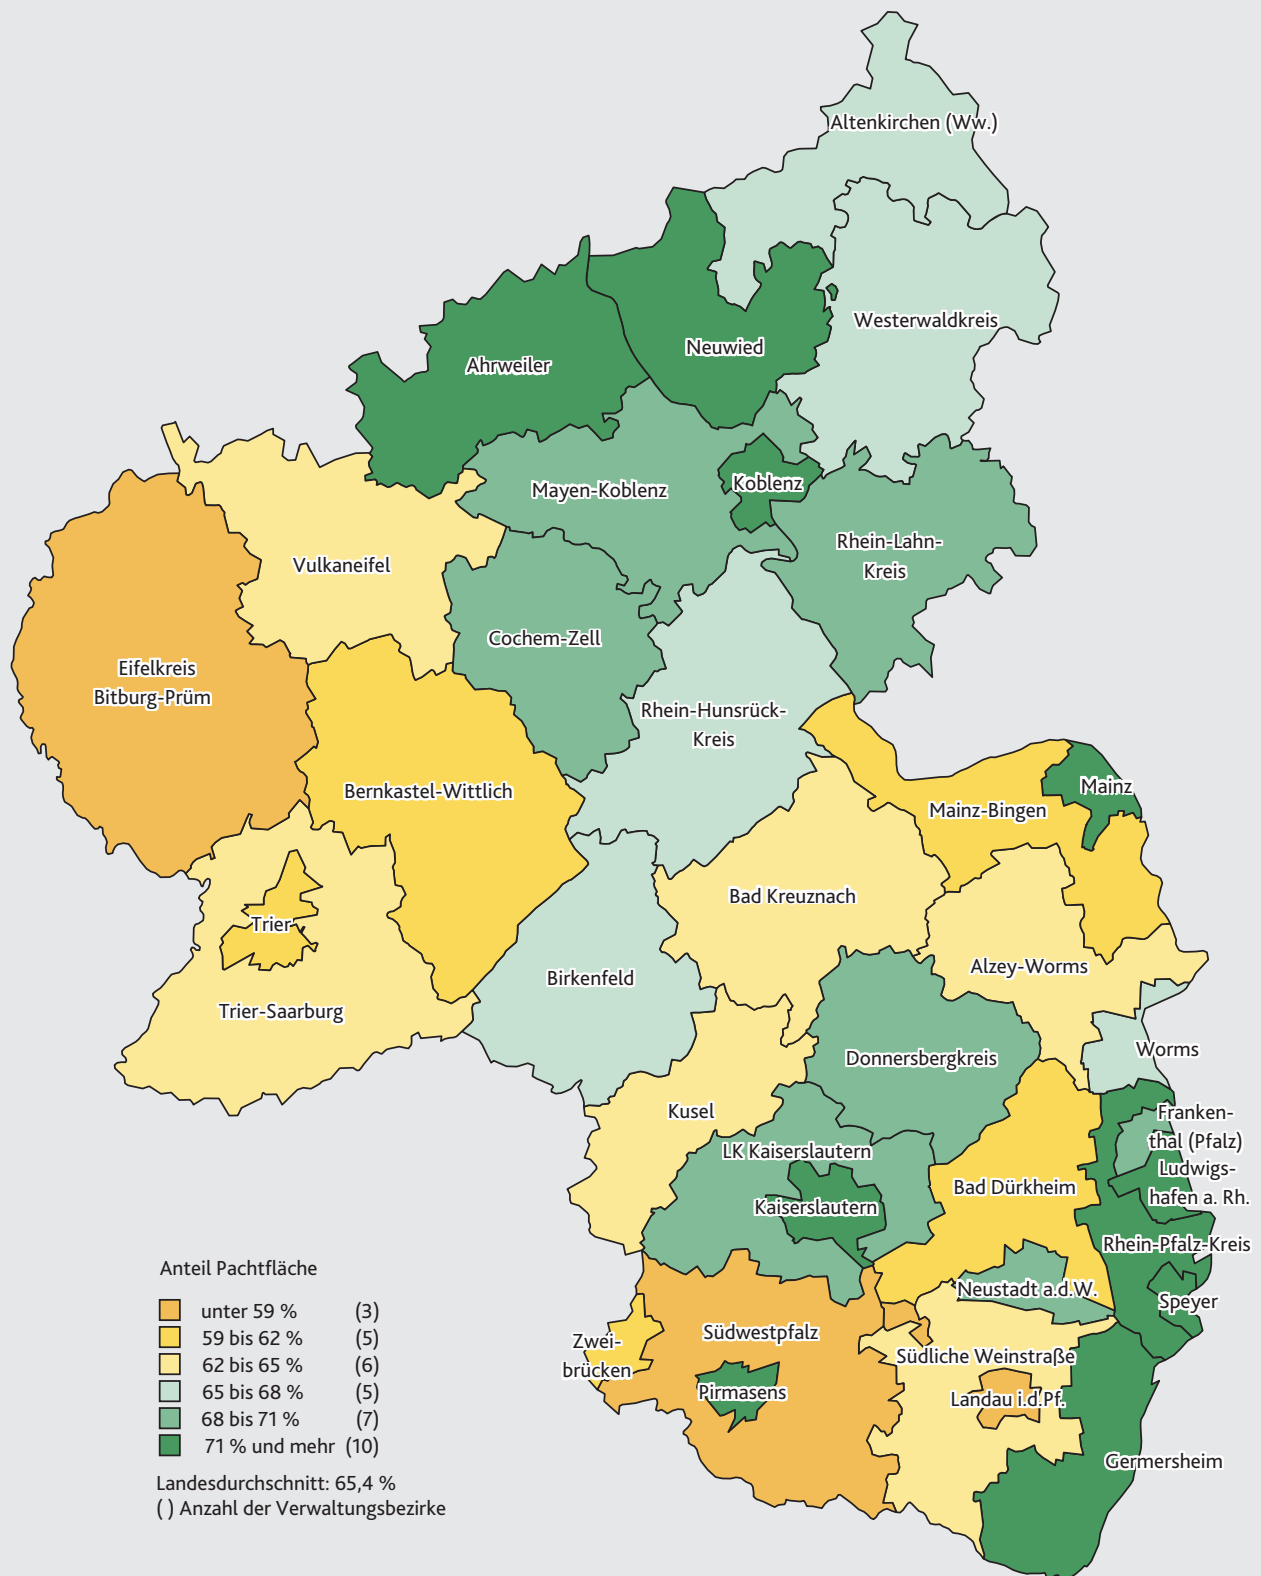 Altenkirchen (Ww.)
Westerwaldkreis
Neuwied
Ahrweiler
Koblenz
Mayen-Koblenz
Rhein-Lahn-
Kreis
Vulkaneifel
Cochem-Zell
Eifelkreis
Bitburg-Prüm
Rhein-Hunsrück-
Kreis
Bernkastel-Wittlich
Mainz
Mainz-Bingen
Bad Kreuznach
Trier
Alzey-Worms
Birkenfeld
Trier-Saarburg
Worms
Donnersbergkreis
Kusel
Franken-
thal (Pfalz)
LK Kaiserslautern
Ludwigs-
hafen a. Rh.
Bad Dürkheim
Kaiserslautern
Rhein-Pfalz-Kreis
Neustadt a.d.W.
Speyer
Südwestpfalz
Zwei-
brücken
Südliche Weinstraße
Pirmasens
Landau i.d.Pf.
Germersheim
Anteil Pachtfläche
unter 59 % (3)
59 bis 62 % (5)
62 bis 65 % (6)
65 bis 68 % (5)
68 bis 71 % (7)
71 % und mehr (10)
Landesdurchschnitt: 65,4 %
( ) Anzahl der Verwaltungsbezirke